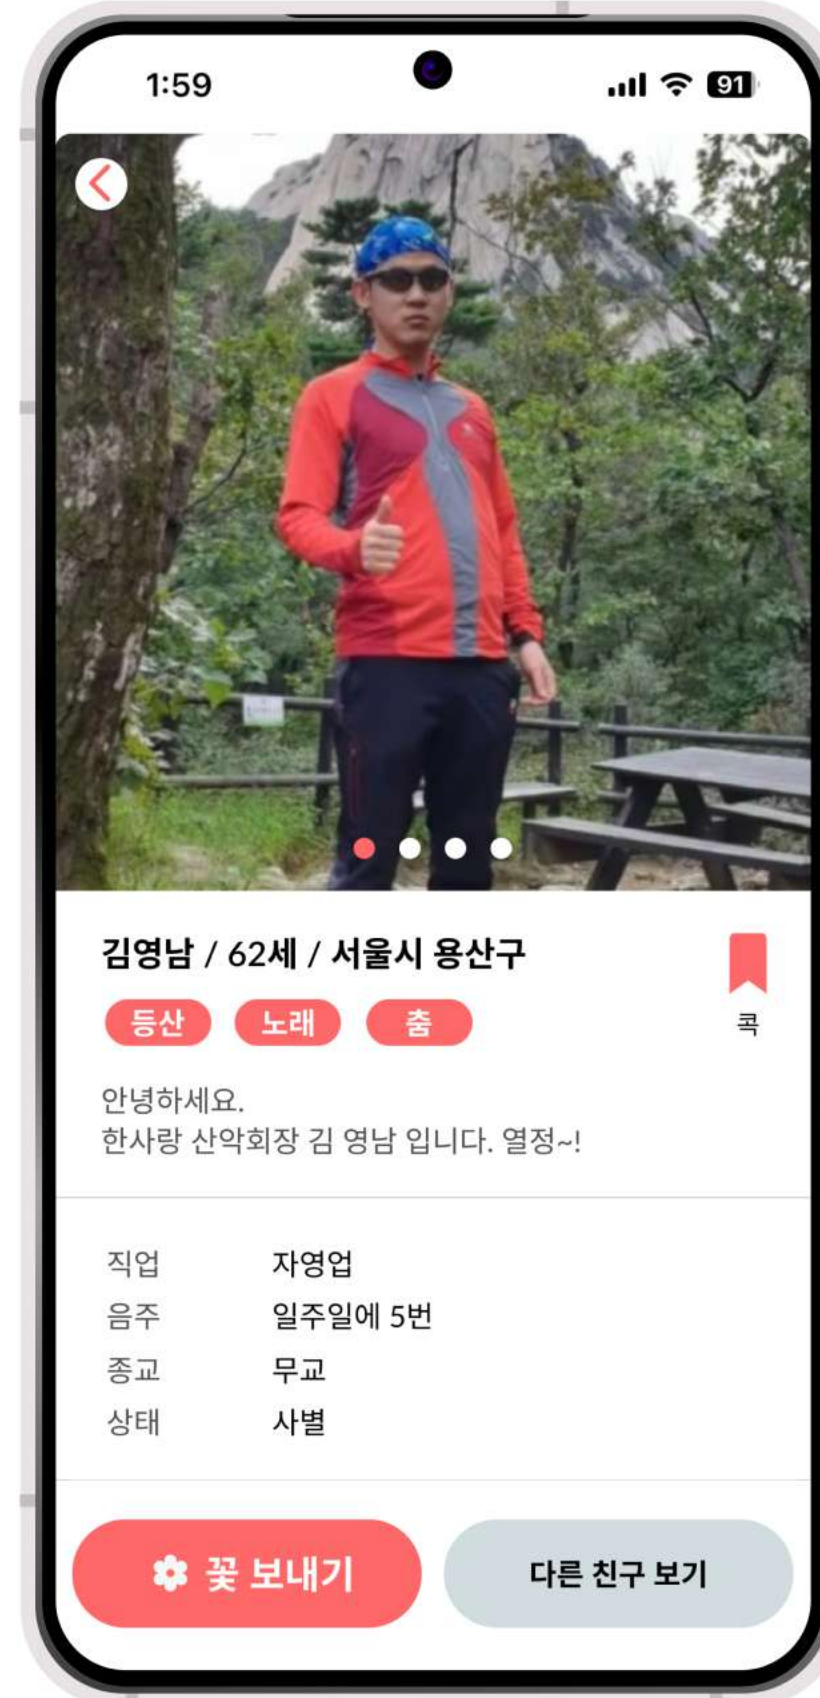 1:59
91
김영남 / 62세 / 서울시 용산구
등산 노래 춤
콕
안녕하세요.
한사랑 산악회장 김 영남 입니다. 열정~!
직업 자영업
음주 일주일에 5번
종교 무교
상태 사별
꽃 보내기 다른 친구 보기